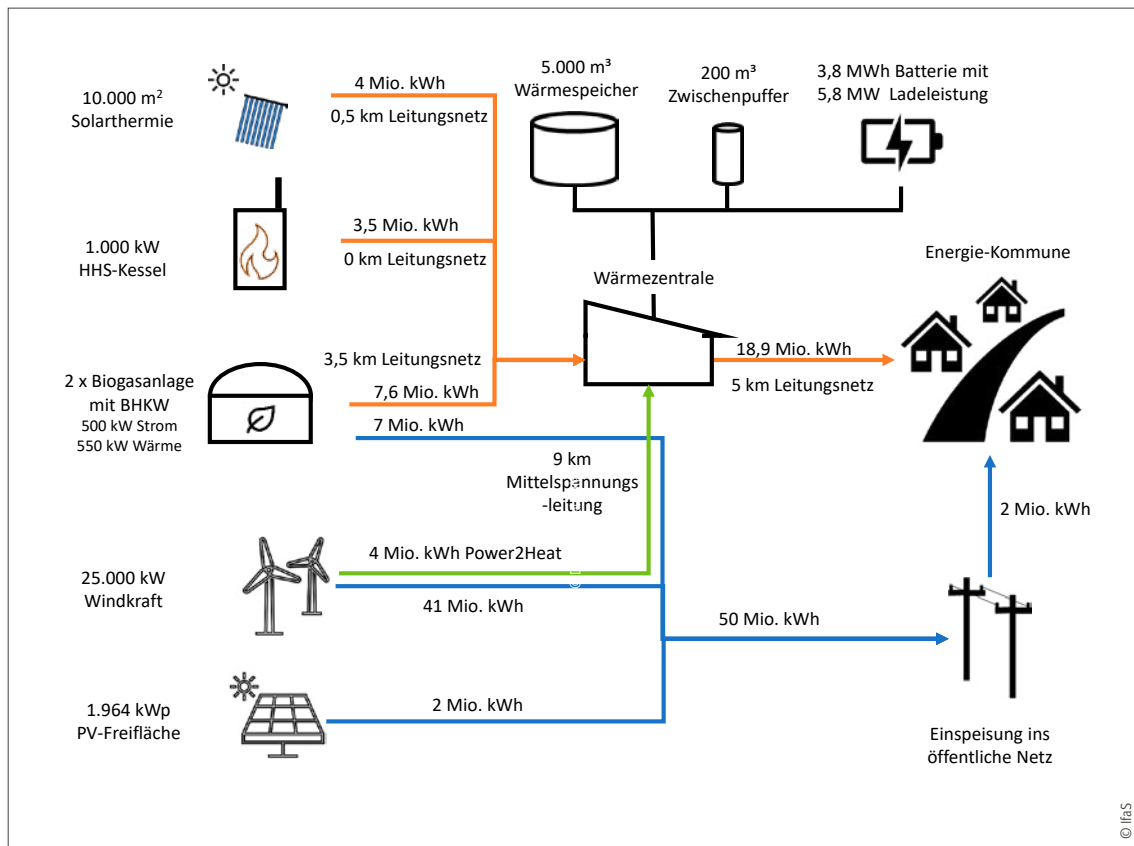 10.000 m²
Solarthermie
4 Mio. kWh
0,5 km Leitungsnetz
5.000 m³
Wärmespeicher
200 m³
Zwischenpuffer
3,8 MWh Batterie mit
5,8 MW Ladeleistung
1.000 kW
HHS-Kessel
3,5 Mio. kWh
0 km Leitungsnetz
Wärmezentrale
Energie-Kommune
2 x Biogasanlage
mit BHKW
500 kW Strom
550 kW Wärme
3,5 km Leitungsnetz
7,6 Mio. kWh
7 Mio. kWh
18,9 Mio. kWh
5 km Leitungsnetz
9 km
Mittelspannungs
-leitung
2 Mio. kWh
25.000 kW
Windkraft
4 Mio. kWh Power2Heat
41 Mio. kWh
50 Mio. kWh
1.964 kWp
PV-Freifläche
2 Mio. kWh
Einspeisung ins
öffentliche Netz
© IfaS